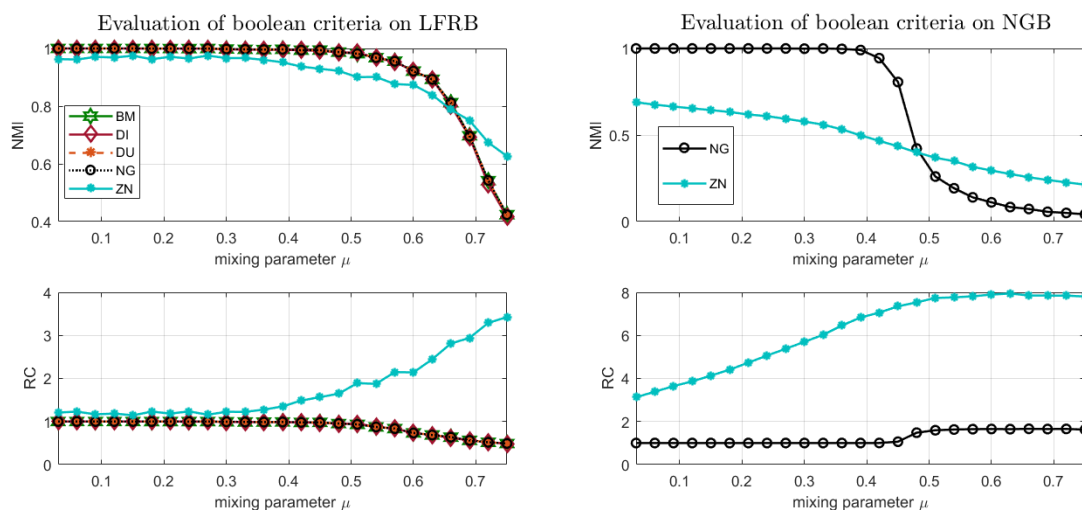 Evaluation of boolean criteria on LFRB
1
0.8
0.6
0.4
NMI
BM
DI
DU
NG
ZN
0.1 0.2 0.3 0.4 0.5 0.6 0.7
mixing parameter μ
Evaluation of boolean criteria on NGB
1
0.5
0
NMI
NG
ZN
0.1 0.2 0.3 0.4 0.5 0.6 0.7
mixing parameter μ
4
3
2
1
0
RC
0.1 0.2 0.3 0.4 0.5 0.6 0.7
mixing parameter μ
8
6
4
2
0
RC
0.1 0.2 0.3 0.4 0.5 0.6 0.7
mixing parameter μ